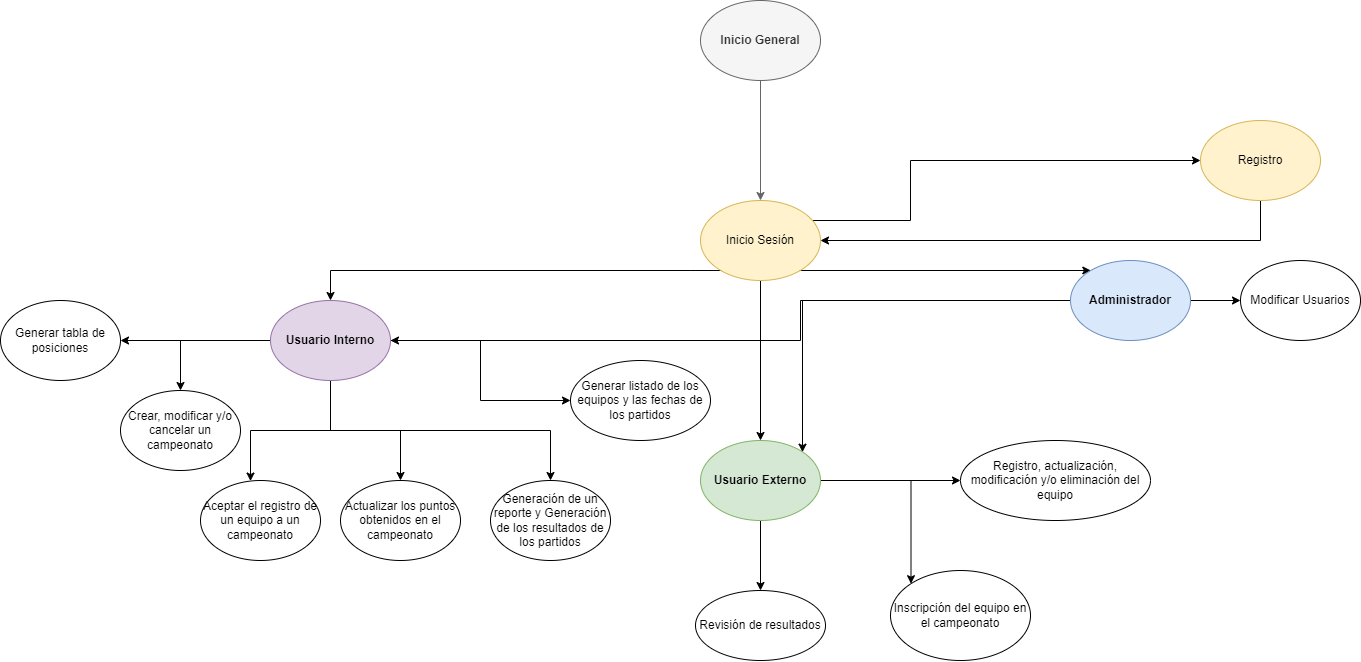 Inicio General
Registro
Inicio Sesión
Administrador
Modificar Usuarios
Usuario Interno
Generar tabla de
posiciones
Generar listado de los
equipos y las fechas de
los partidos
Crear, modificar y/o
cancelar un
campeonato
Usuario Externo
Registro, actualización,
modificación y/o eliminación del
equipo
Aceptar el registro de
un equipo a un
campeonato
Actualizar los puntos
obtenidos en el
campeonato
Generación de un
reporte y Generación
de los resultados de
los partidos
Revisión de resultados
Inscripción del equipo en
el campeonato